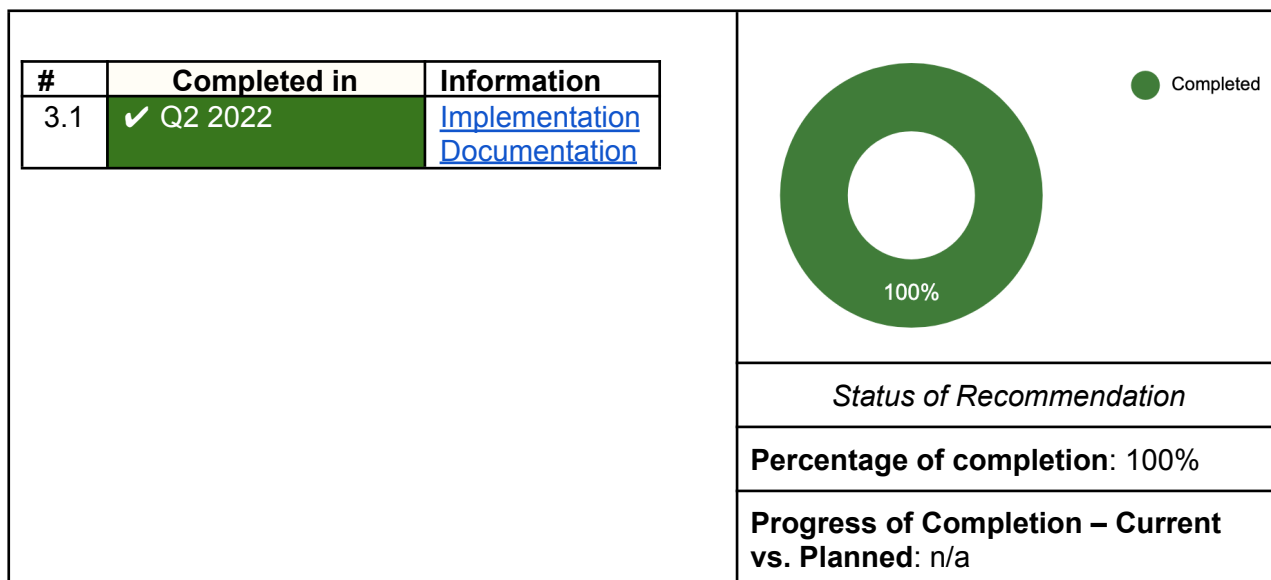 # Completed in Information
3.1 ✔ Q2 2022 Implementation
Documentation
Completed
100%
Status of Recommendation
Percentage of completion: 100%
Progress of Completion – Current
vs. Planned: n/a